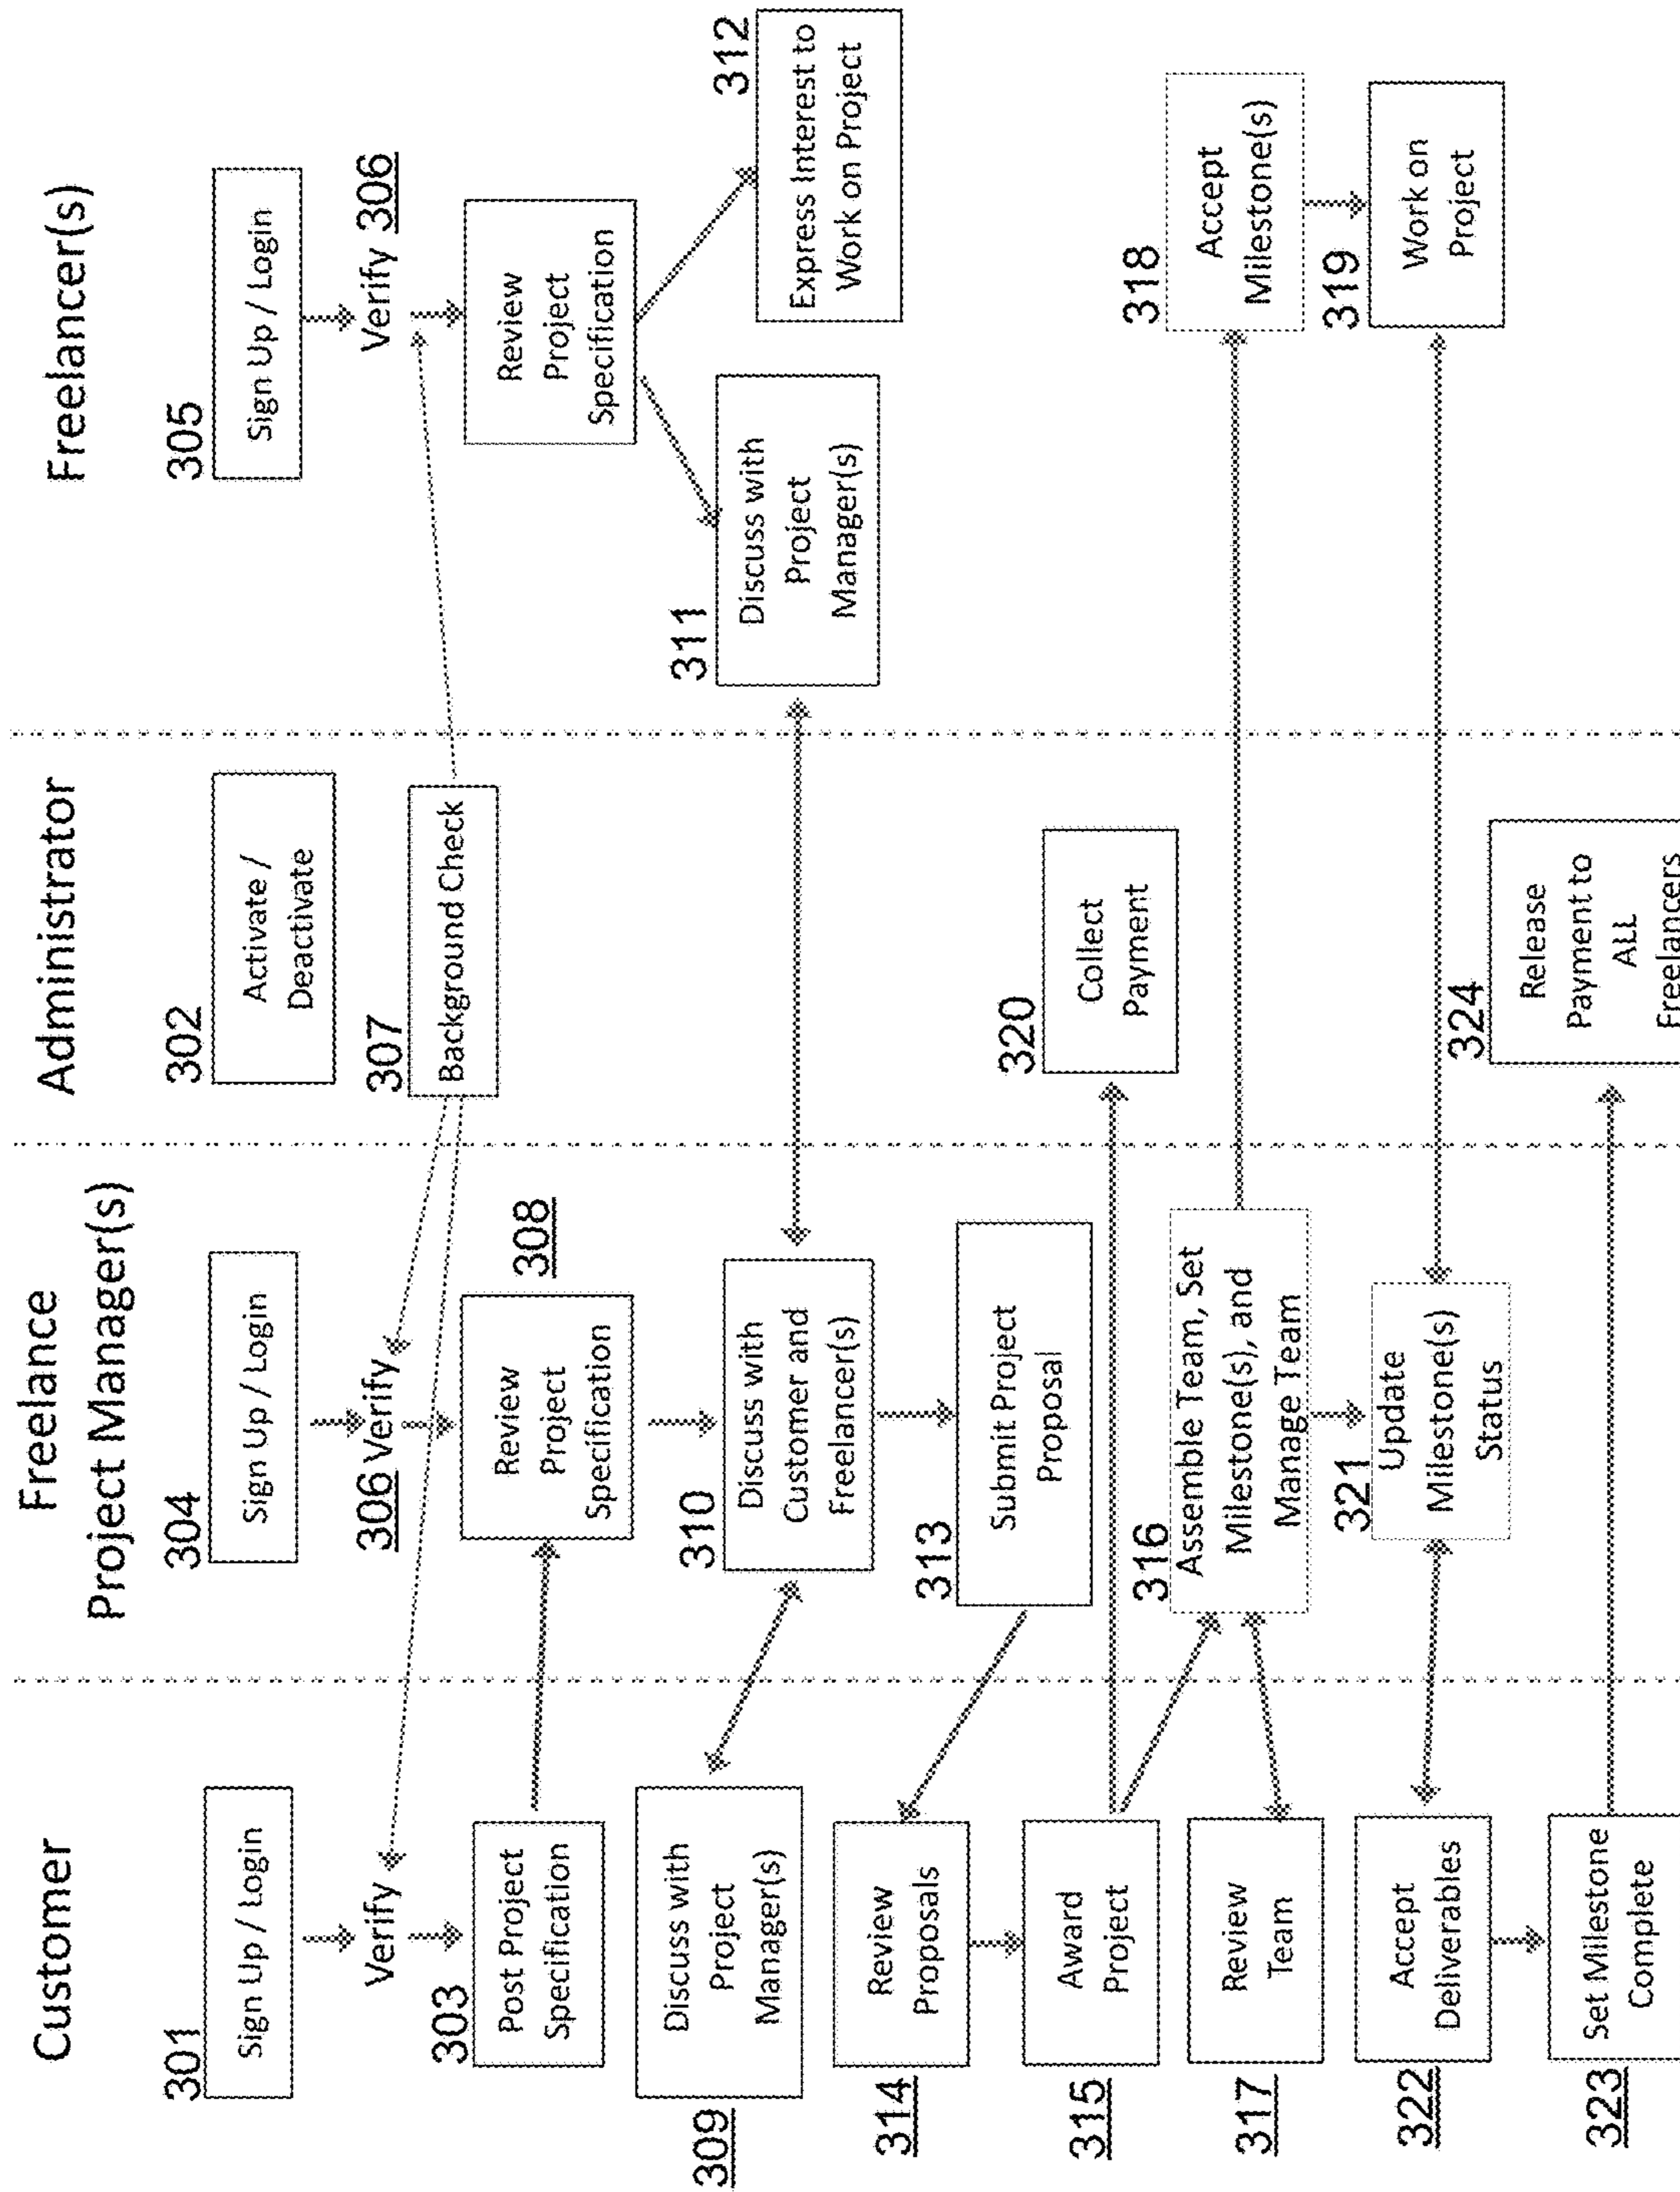 Customer
Freelance
Project Manager(s)
Administrator
Freelancer(s)
301
Sign Up / Login
304
Sign Up / Login
302
Activate /
Deactivate
305
Sign Up / Login
Verify
306 Verify
307
Background Check
Verify 306
303
Post Project
Specification
308
Review
Project
Specification
Review
Project
Specification
309
Discuss with
Project
Manager(s)
310
Discuss with
Customer and
Freelancer(s)
311
Discuss with
Project
Manager(s)
312
Express Interest to
Work on Project
314
Review
Proposals
313
Submit Project
Proposal
315
Award
Project
320
Collect
Payment
317
Review
Team
316
Assemble Team, Set
Milestone(s), and
Manage Team
318
Accept
Milestone(s)
322
Accept
Deliverables
321
Update
Milestone(s)
Status
319
Work on
Project
323
Set Milestone
Complete
324
Release
Payment to
ALL
Freelancers